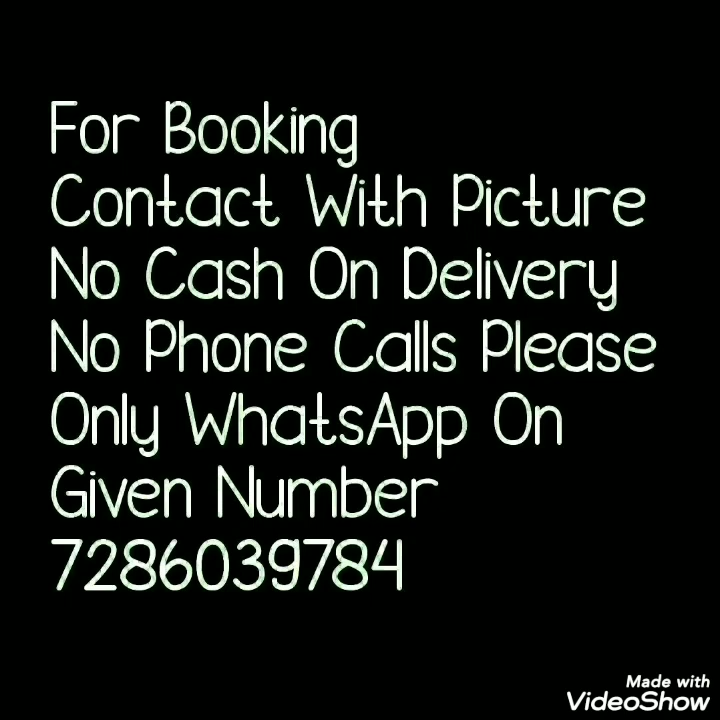 For Booking
Contact With Picture
No Cash On Delivery
No Phone Calls Please
Only WhatsApp On
Given Number
7286039784
Made with
VideoShow